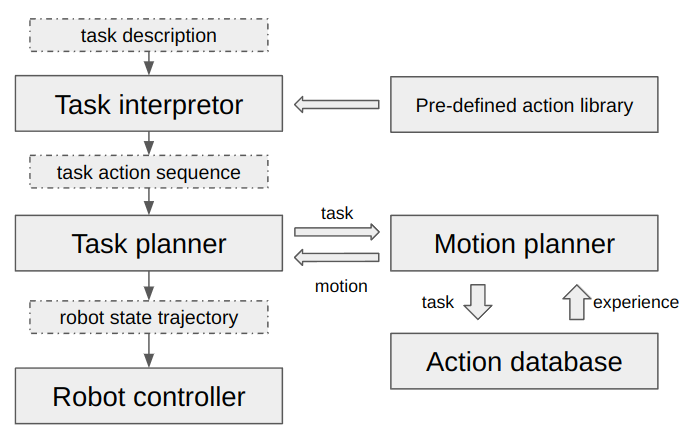 task description
Task interpretor
Pre-defined action library
task action sequence
task
Task planner
Motion planner
motion
task
experience
robot state trajectory
Action database
Robot controller